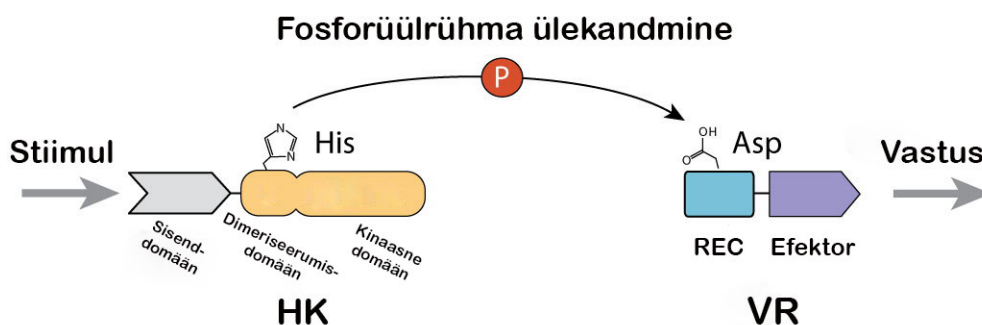 Fosforüülrühma ülekandmine
P
Stiimul
N
N
His
OH
O
Asp
Vastus
Sisend-
domään
Dimeriseerumis-
domään
Kinaasne
domään
REC
Efektor
HK
VR